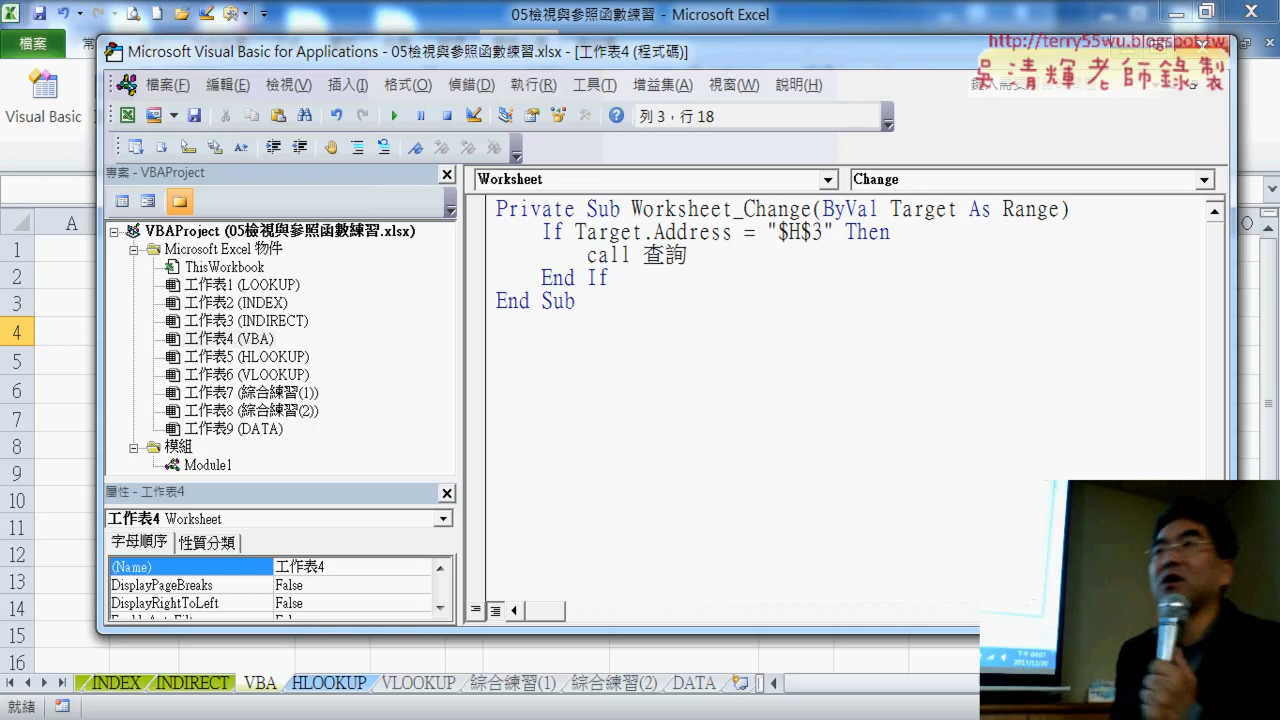 05檢視與參照函數練習 - Microsoft Excel
檔案
Microsoft Visual Basic for Applications - 05檢視與參照函數練習.xlsx - [工作表4 (程式碼)]
http://terry55wu.blogspot.tw
吳清輝老師錄製
檔案(F) 編輯(E) 檢視(V) 插入(I) 格式(O) 偵錯(D) 執行(R) 工具(T) 增益集(A) 視窗(W) 說明(H)
Visual Basic
列 3，行 18
專案 - VBAProject
Worksheet
Change
VBAProject (05檢視與參照函數練習.xlsx)
Microsoft Excel 物件
ThisWorkbook
工作表1 (LOOKUP)
工作表2 (INDEX)
工作表3 (INDIRECT)
工作表4 (VBA)
工作表5 (HLOOKUP)
工作表6 (VLOOKUP)
工作表7 (綜合練習(1))
工作表8 (綜合練習(2))
工作表9 (DATA)
模組
Module1
Private Sub Worksheet_Change(ByVal Target As Range)
If Target.Address = "$H$3" Then
call 查詢
End If
End Sub
屬性 - 工作表4
工作表4 Worksheet
字母順序 性質分類
(Name) 工作表4
DisplayPageBreaks False
DisplayRightToLeft False
A
O
1
2
3
4
5
6
7
8
9
10
11
12
13
14
15
16
下午 04:07
2017/12/20
INDEX INDIRECT VBA HLOOKUP VLOOKUP 綜合練習(1) 綜合練習(2) DATA
就緒